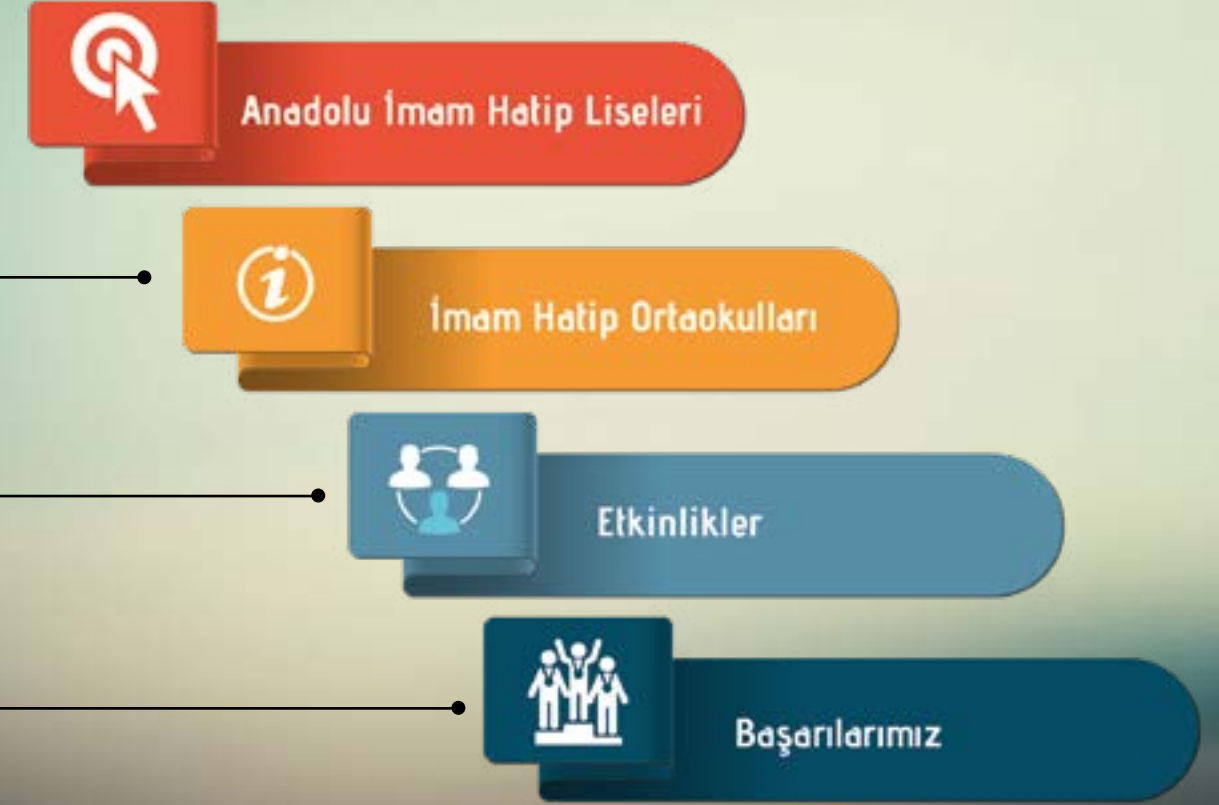 Anadolu İmam Hatip Liseleri
İmam Hatip Ortaokulları
Etkinlikler
Başarılarımız